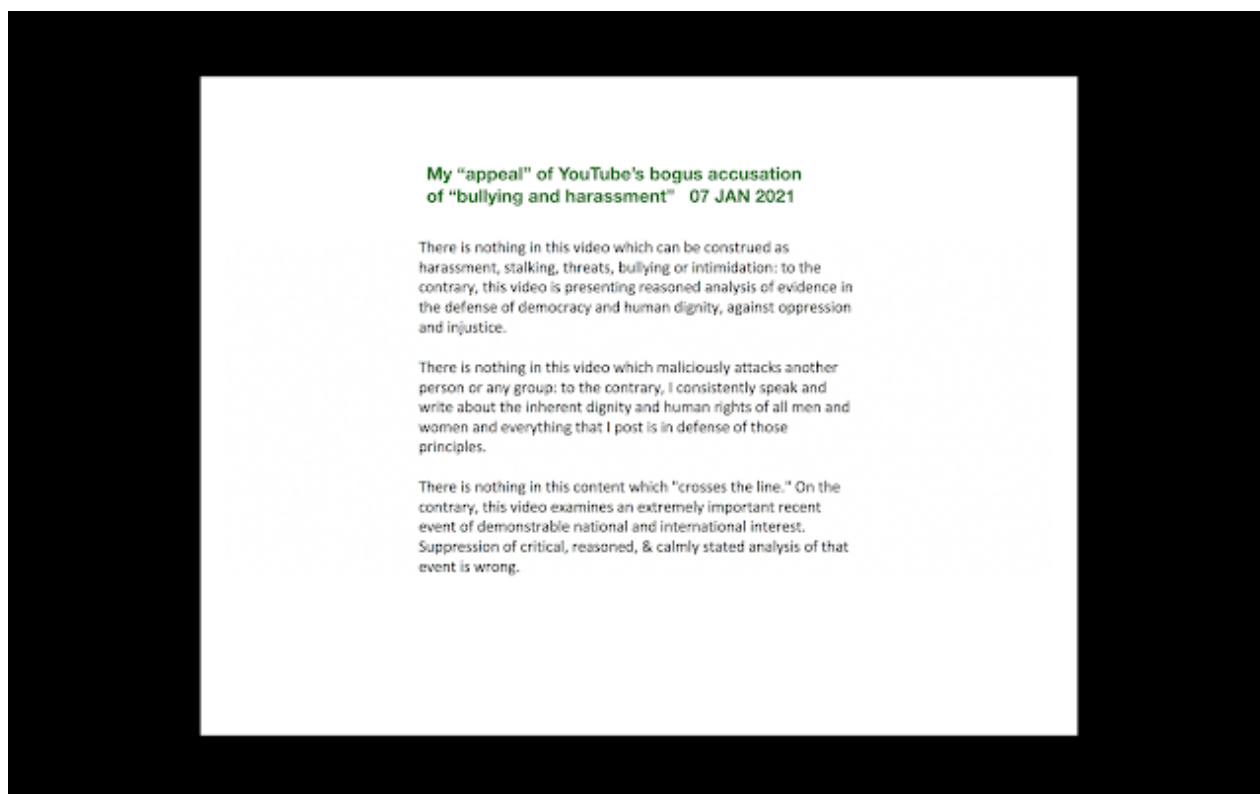 My “appeal” of YouTube’s bogus accusation
of “bullying and harassment” 07 JAN 2021
There is nothing in this video which can be construed as
harassment, stalking, threats, bullying or intimidation: to the
contrary, this video is presenting reasoned analysis of evidence in
the defense of democracy and human dignity, against oppression
and injustice.
There is nothing in this video which maliciously attacks another
person or any group: to the contrary, I consistently speak and
write about the inherent dignity and human rights of all men and
women and everything that I post is in defense of those
principles.
There is nothing in this content which "crosses the line." On the
contrary, this video examines an extremely important recent
event of demonstrable national and international interest.
Suppression of critical, reasoned, & calmly stated analysis of that
event is wrong.